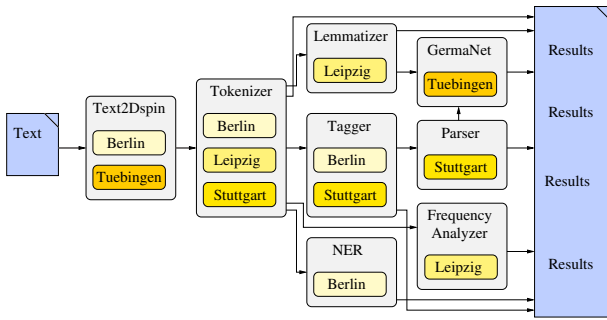 Text
Text2Dspin
Berlin
Tuebingen
Tokenizer
Berlin
Leipzig
Stuttgart
Lemmatizer
Leipzig
Tagger
Berlin
Stuttgart
NER
Berlin
GermaNet
Tuebingen
Parser
Stuttgart
Frequency
Analyzer
Leipzig
Results
Results
Results
Results